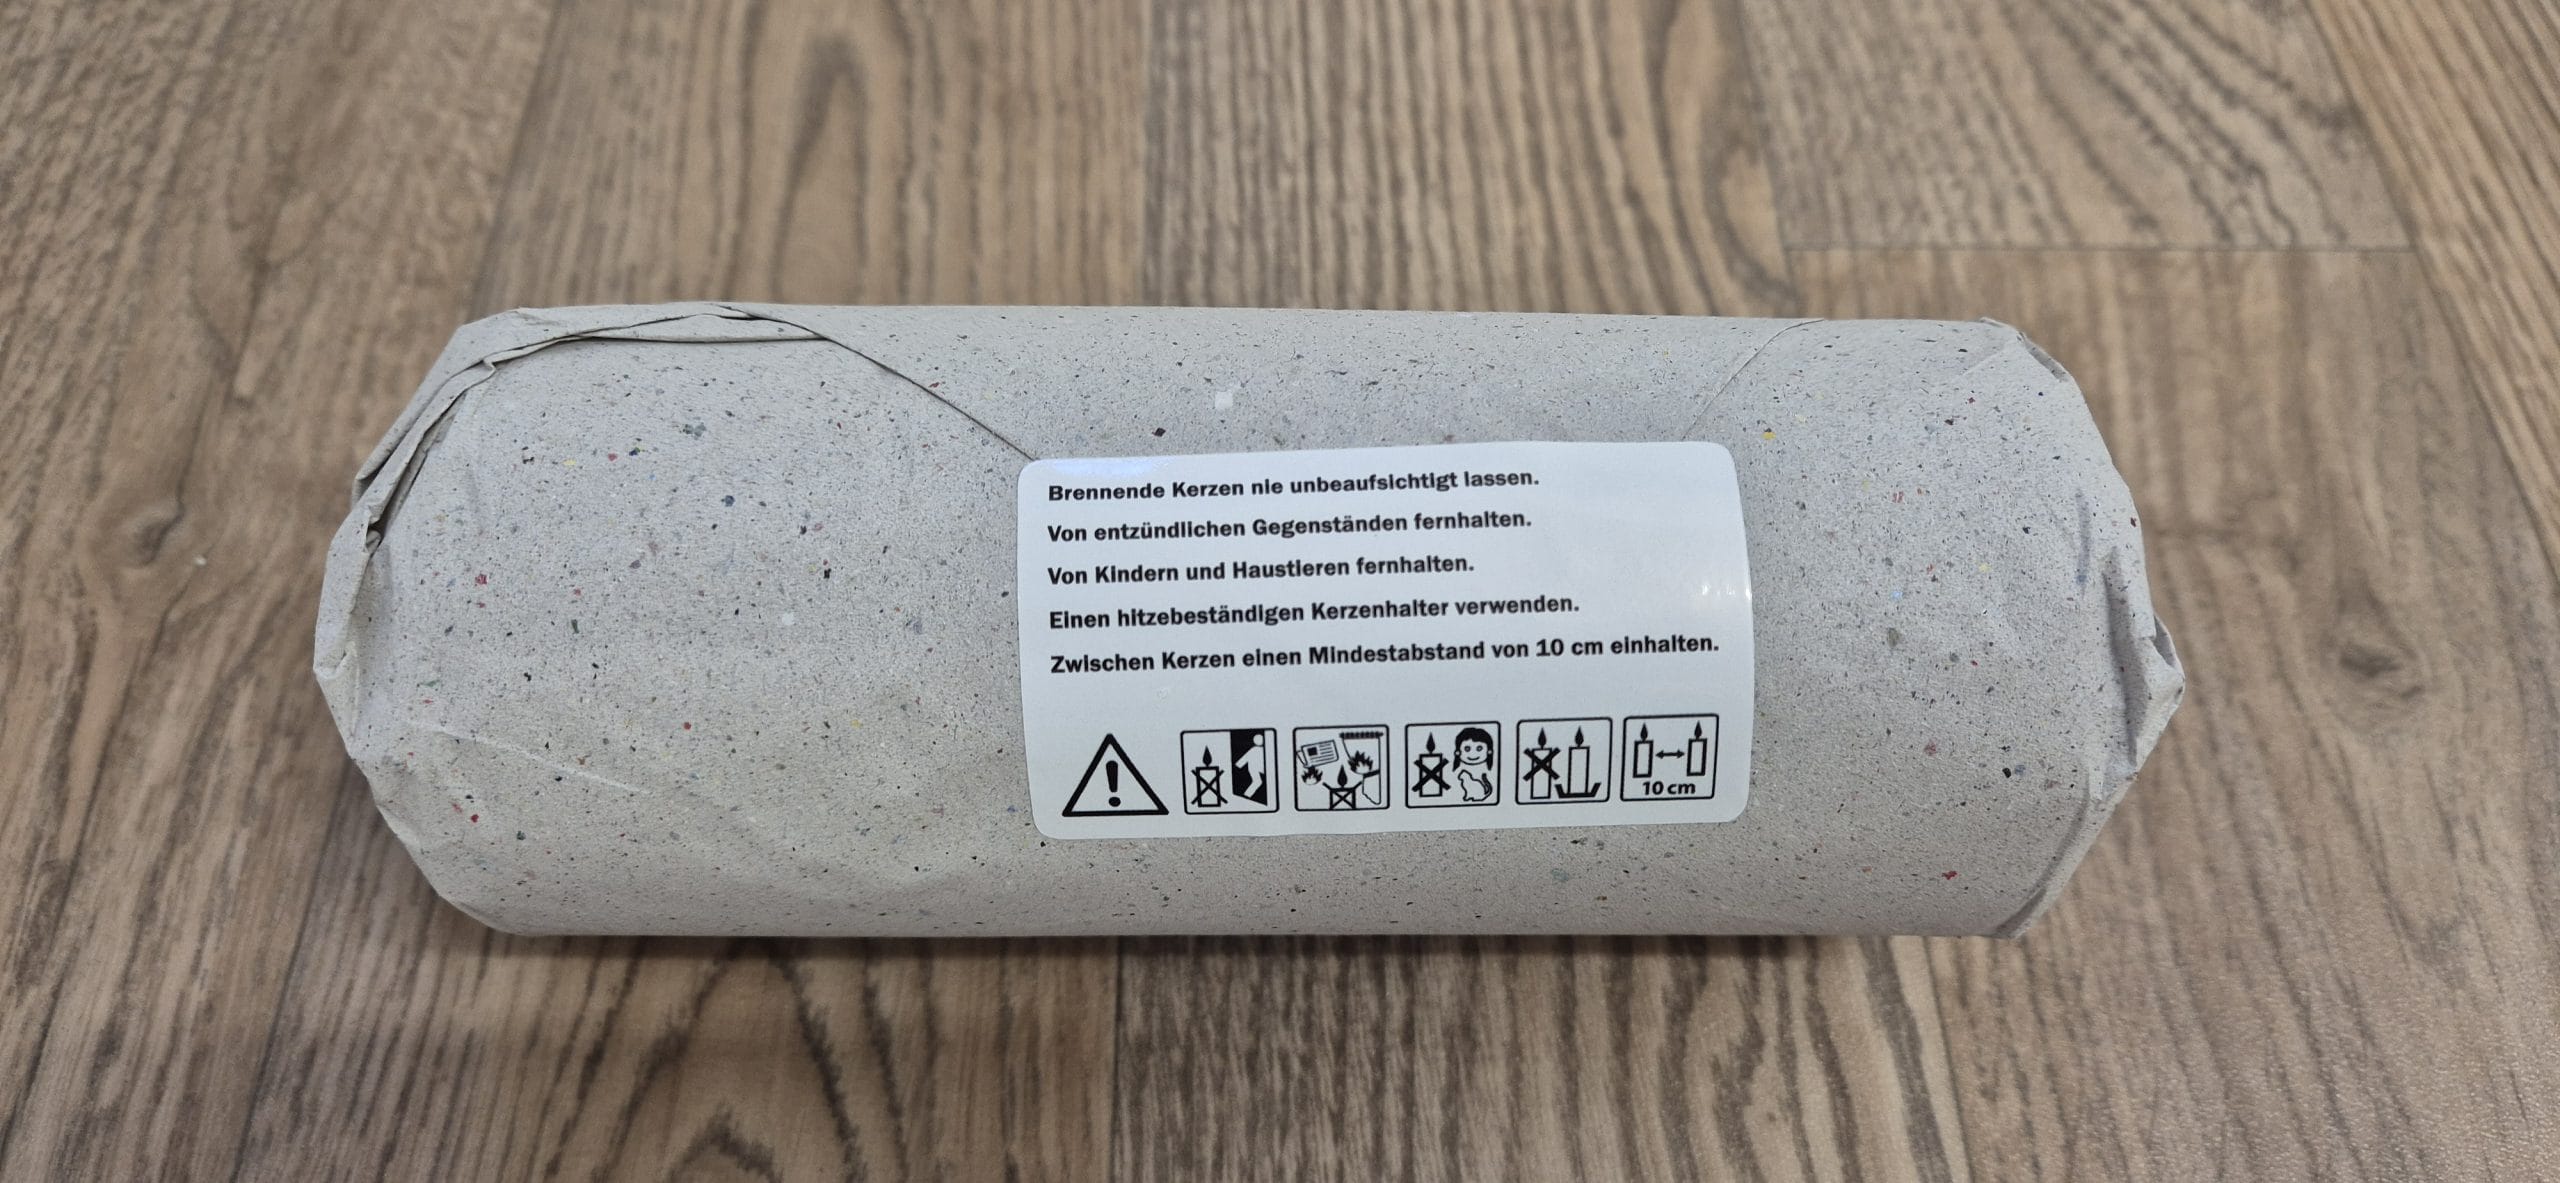 Brennende Kerzen nie unbeaufsichtigt lassen.
Von entzündlichen Gegenständen fernhalten.
Von Kindern und Haustieren fernhalten.
Einen hitzebeständigen Kerzenhalter verwenden.
Zwischen Kerzen einen Mindestabstand von 10 cm einhalten.
10 cm